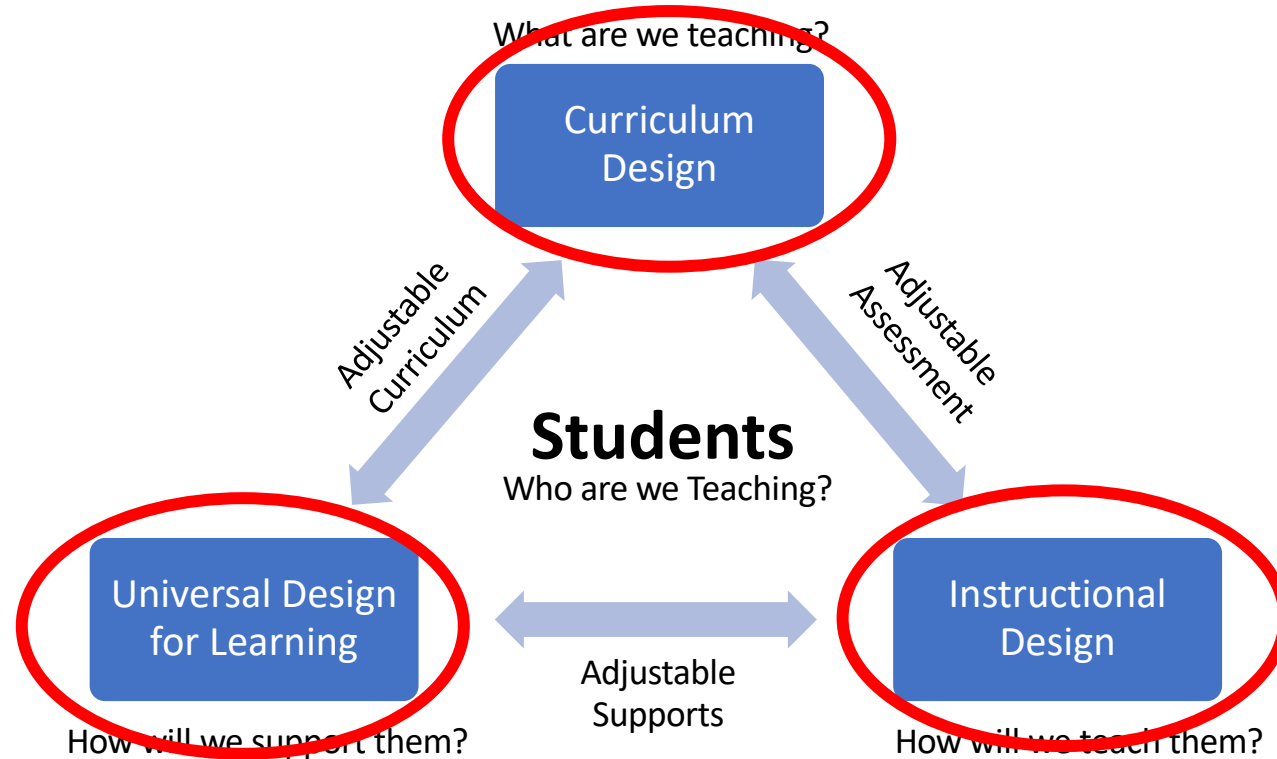 What are we teaching?
Curriculum
Design
Adjustable
Curriculum
Adjustable
Assessment
Students
Who are we Teaching?
Universal Design
for Learning
Instructional
Design
Adjustable
Supports
How will we support them?
How will we teach them?